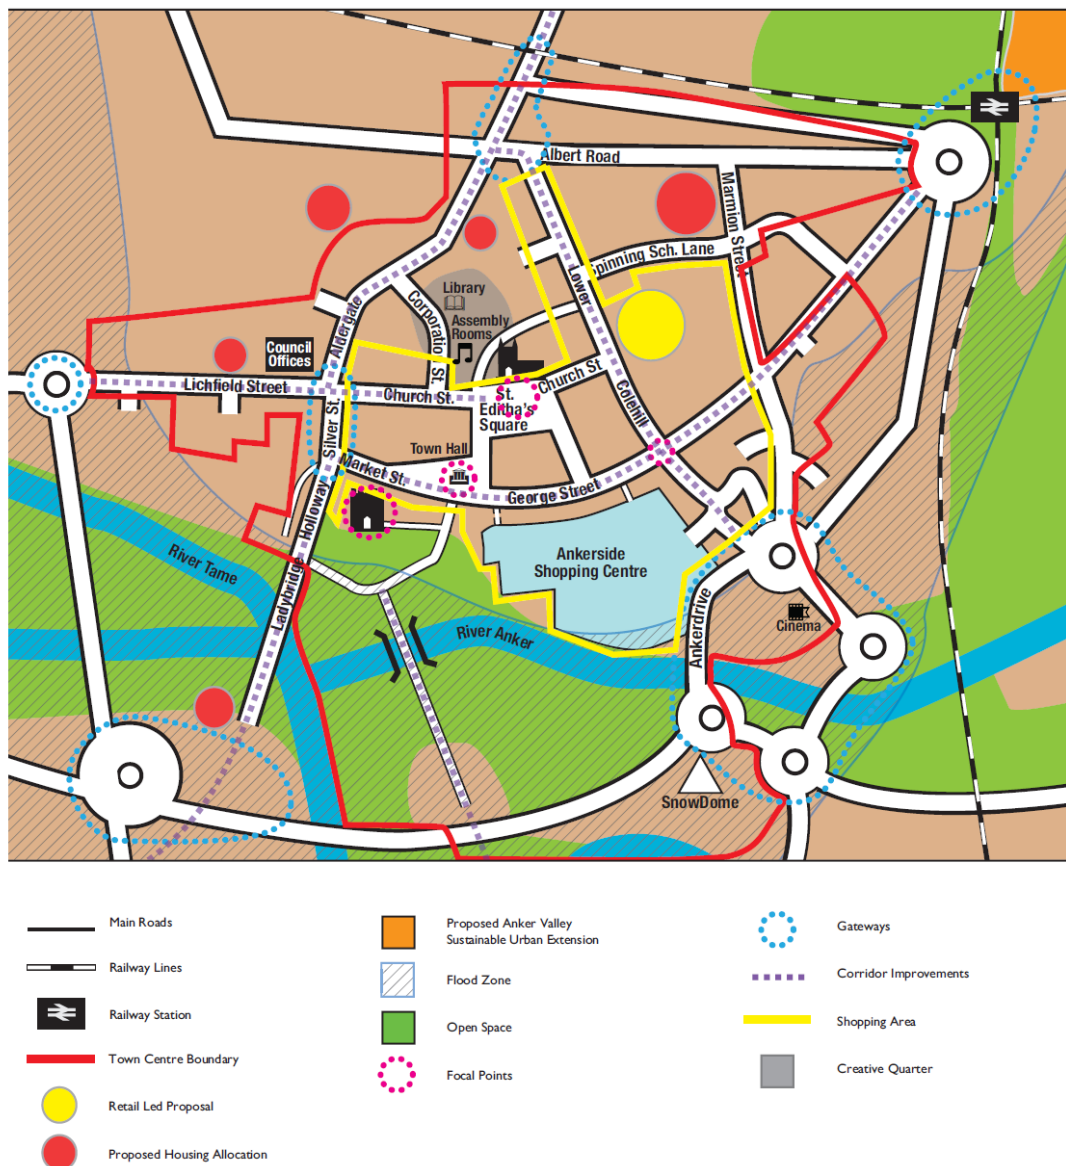 Albert Road
Marmion Street
Spinning Sch. Lane
Lower
Library
Corporatio
St.
Assembly
Rooms
Aldergate
Council
Offices
Lichfield Street
Church St.
Church St
St.
Editha's
Square
Colehill
Silver St.
Town Hall
Market St.
George Street
Holloway
Ladybridge
Ankerside
Shopping Centre
River Tame
River Anker
Ankerdrive
Cinema
SnowDome
Main Roads
Railway Lines
Railway Station
Town Centre Boundary
Retail Led Proposal
Proposed Housing Allocation
Proposed Anker Valley
Sustainable Urban Extension
Flood Zone
Open Space
Focal Points
Gateways
Corridor Improvements
Shopping Area
Creative Quarter